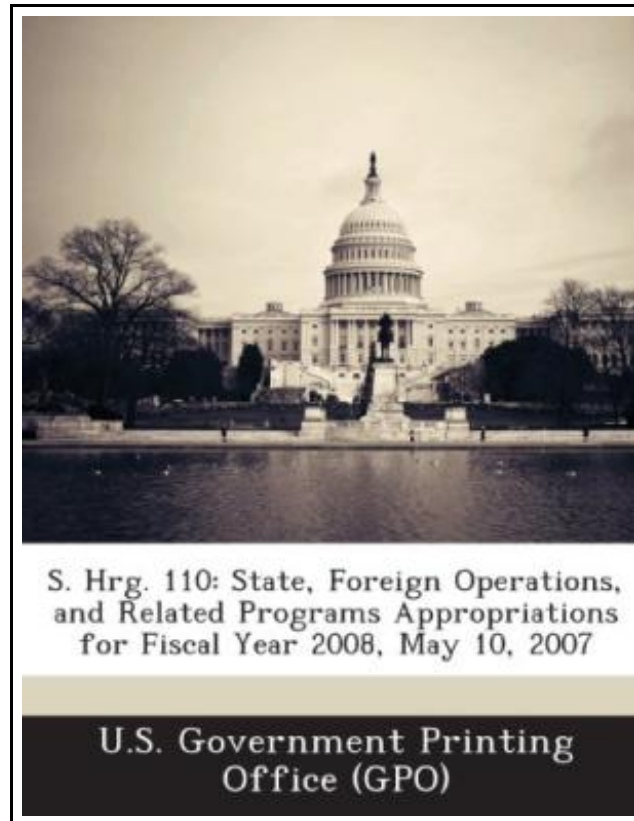 S. Hrg. 110: State, Foreign Operations,
and Related Programs Appropriations
for Fiscal Year 2008, May 10, 2007
U.S. Government Printing
Office (GPO)